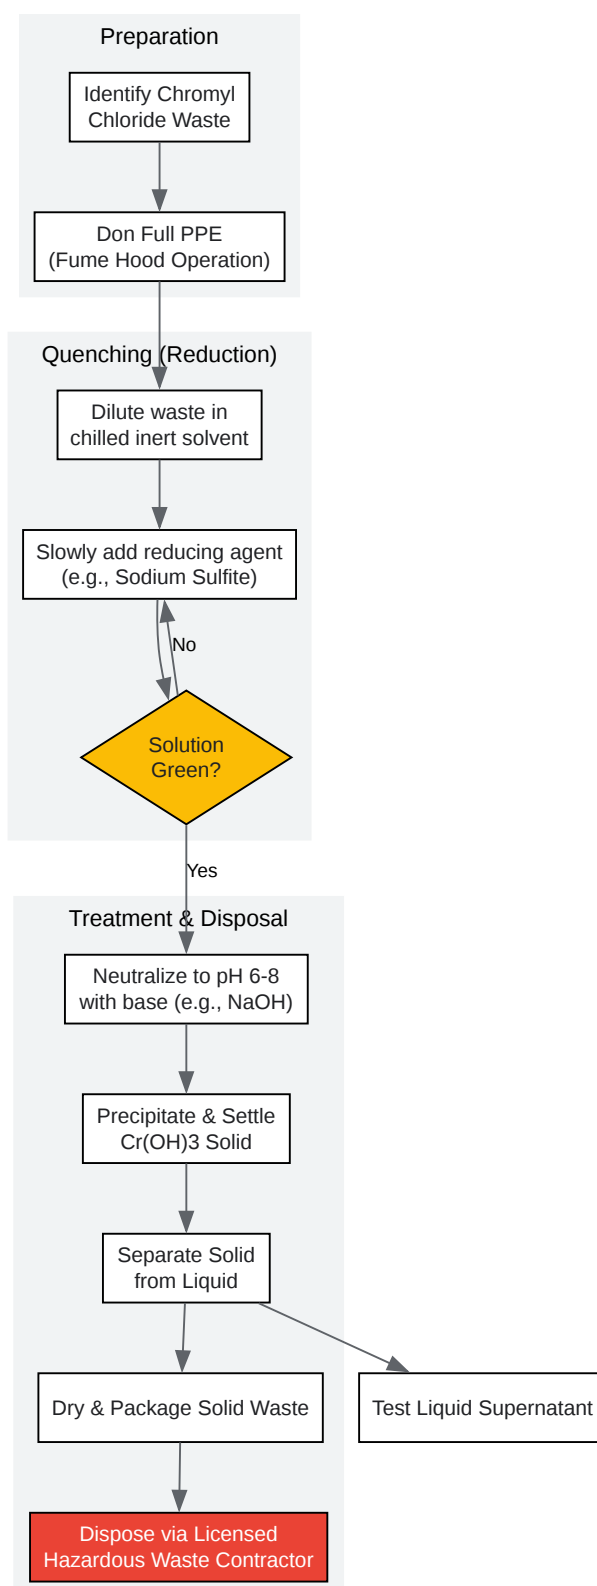 Preparation
Identify Chromyl
Chloride Waste
Don Full PPE
(Fume Hood Operation)
Quenching (Reduction)
Dilute waste in
chilled inert solvent
Slowly add reducing agent
(e.g., Sodium Sulfite)
No
Solution
Green?
Yes
Treatment & Disposal
Neutralize to pH 6-8
with base (e.g., NaOH)
Precipitate & Settle
Cr(OH)3 Solid
Separate Solid
from Liquid
Dry & Package Solid Waste
Test Liquid Supernatant
Dispose via Licensed
Hazardous Waste Contractor